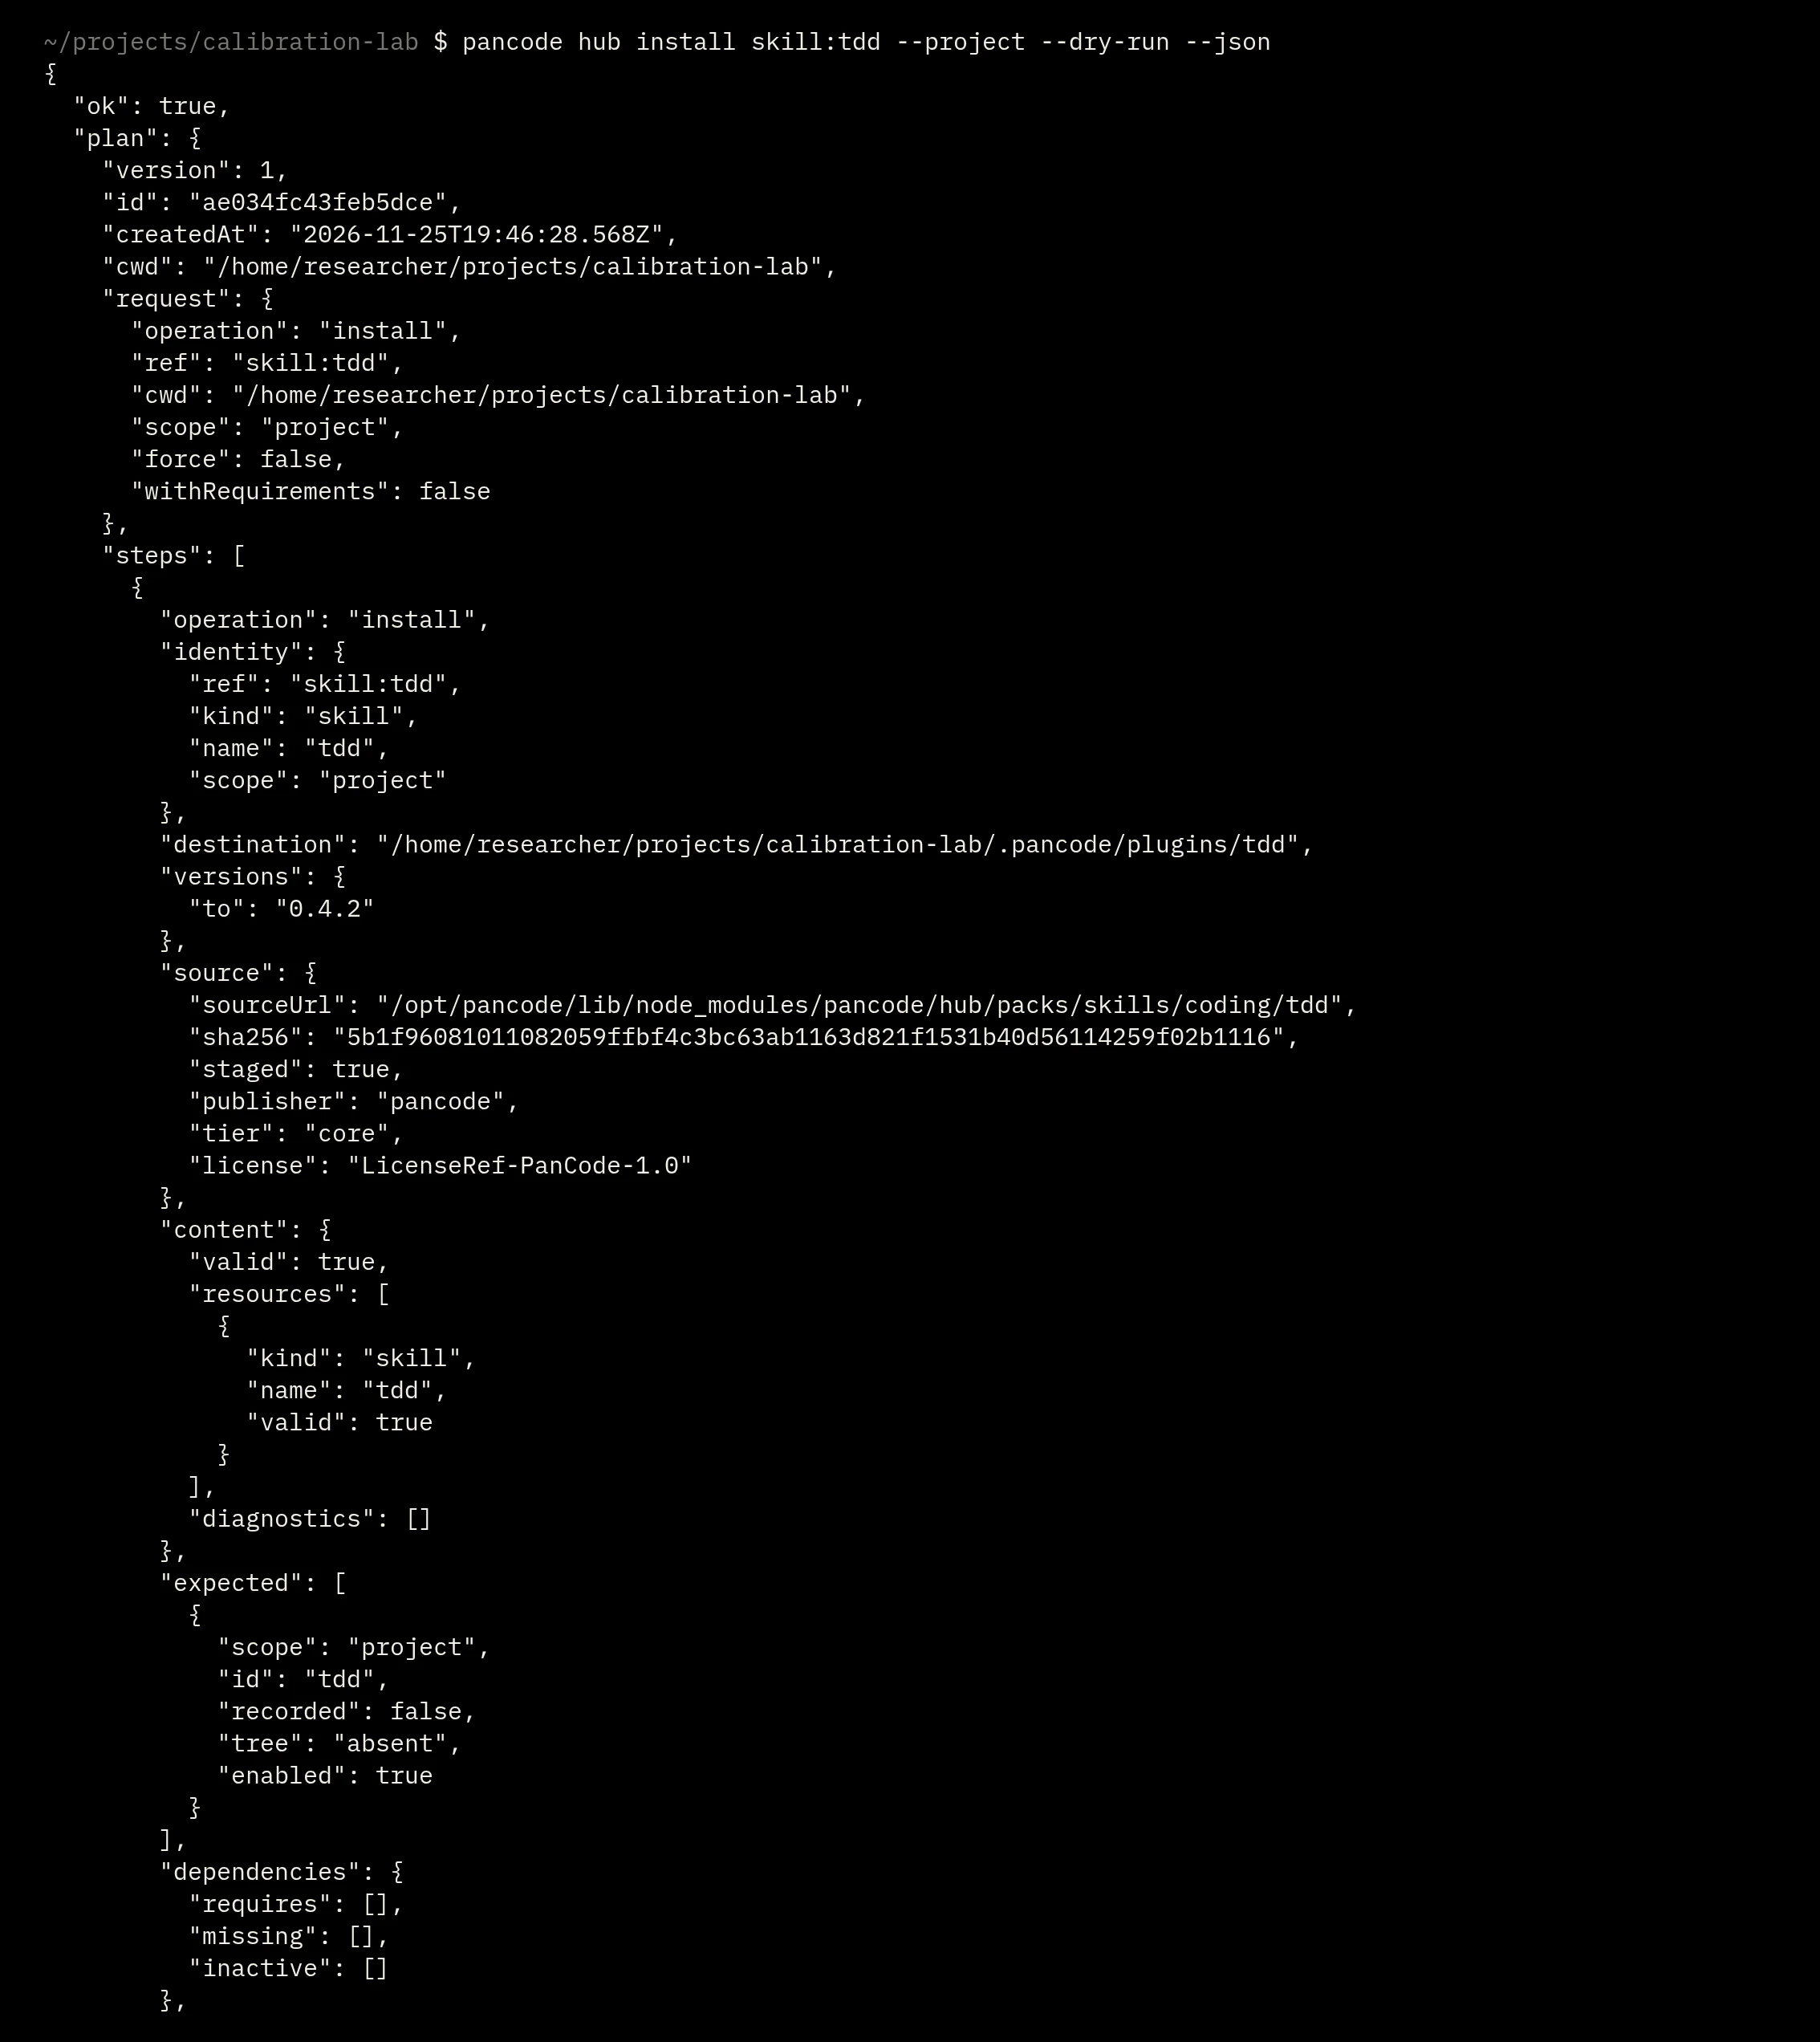 ~/projects/calibration-lab $ pancode hub install skill:tdd --project --dry-run --json
{
  "ok": true,
  "plan": {
    "version": 1,
    "id": "ae034fc43feb5dce",
    "createdAt": "2026-11-25T19:46:28.568Z",
    "cwd": "/home/researcher/projects/calibration-lab",
    "request": {
      "operation": "install",
      "ref": "skill:tdd",
      "cwd": "/home/researcher/projects/calibration-lab",
      "scope": "project",
      "force": false,
      "withRequirements": false
    },
    "steps": [
      {
        "operation": "install",
        "identity": {
          "ref": "skill:tdd",
          "kind": "skill",
          "name": "tdd",
          "scope": "project"
        },
        "destination": "/home/researcher/projects/calibration-lab/.pancode/plugins/tdd",
        "versions": {
          "to": "0.4.2"
        },
        "source": {
          "sourceUrl": "/opt/pancode/lib/node_modules/pancode/hub/packs/skills/coding/tdd",
          "sha256": "5b1f96081011082059ffbf4c3bc63ab1163d821f1531b40d56114259f02b1116",
          "staged": true,
          "publisher": "pancode",
          "tier": "core",
          "license": "LicenseRef-PanCode-1.0"
        },
        "content": {
          "valid": true,
          "resources": [
            {
              "kind": "skill",
              "name": "tdd",
              "valid": true
            }
          ],
          "diagnostics": []
        },
        "expected": [
          {
            "scope": "project",
            "id": "tdd",
            "recorded": false,
            "tree": "absent",
            "enabled": true
          }
        ],
        "dependencies": {
          "requires": [],
          "missing": [],
          "inactive": []
        },